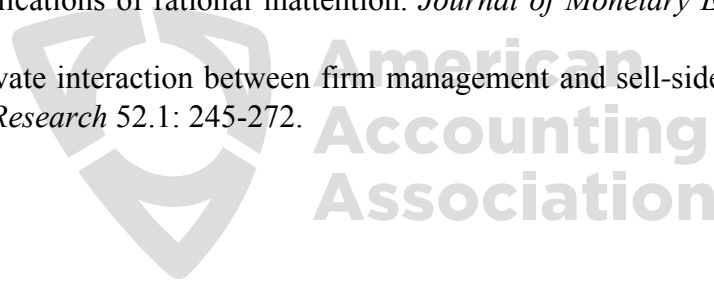 ications of rational inattention. Journal of Monetary E
vate interaction between firm management and sell-side
Research 52.1: 245-272.
American
Accounting
Association